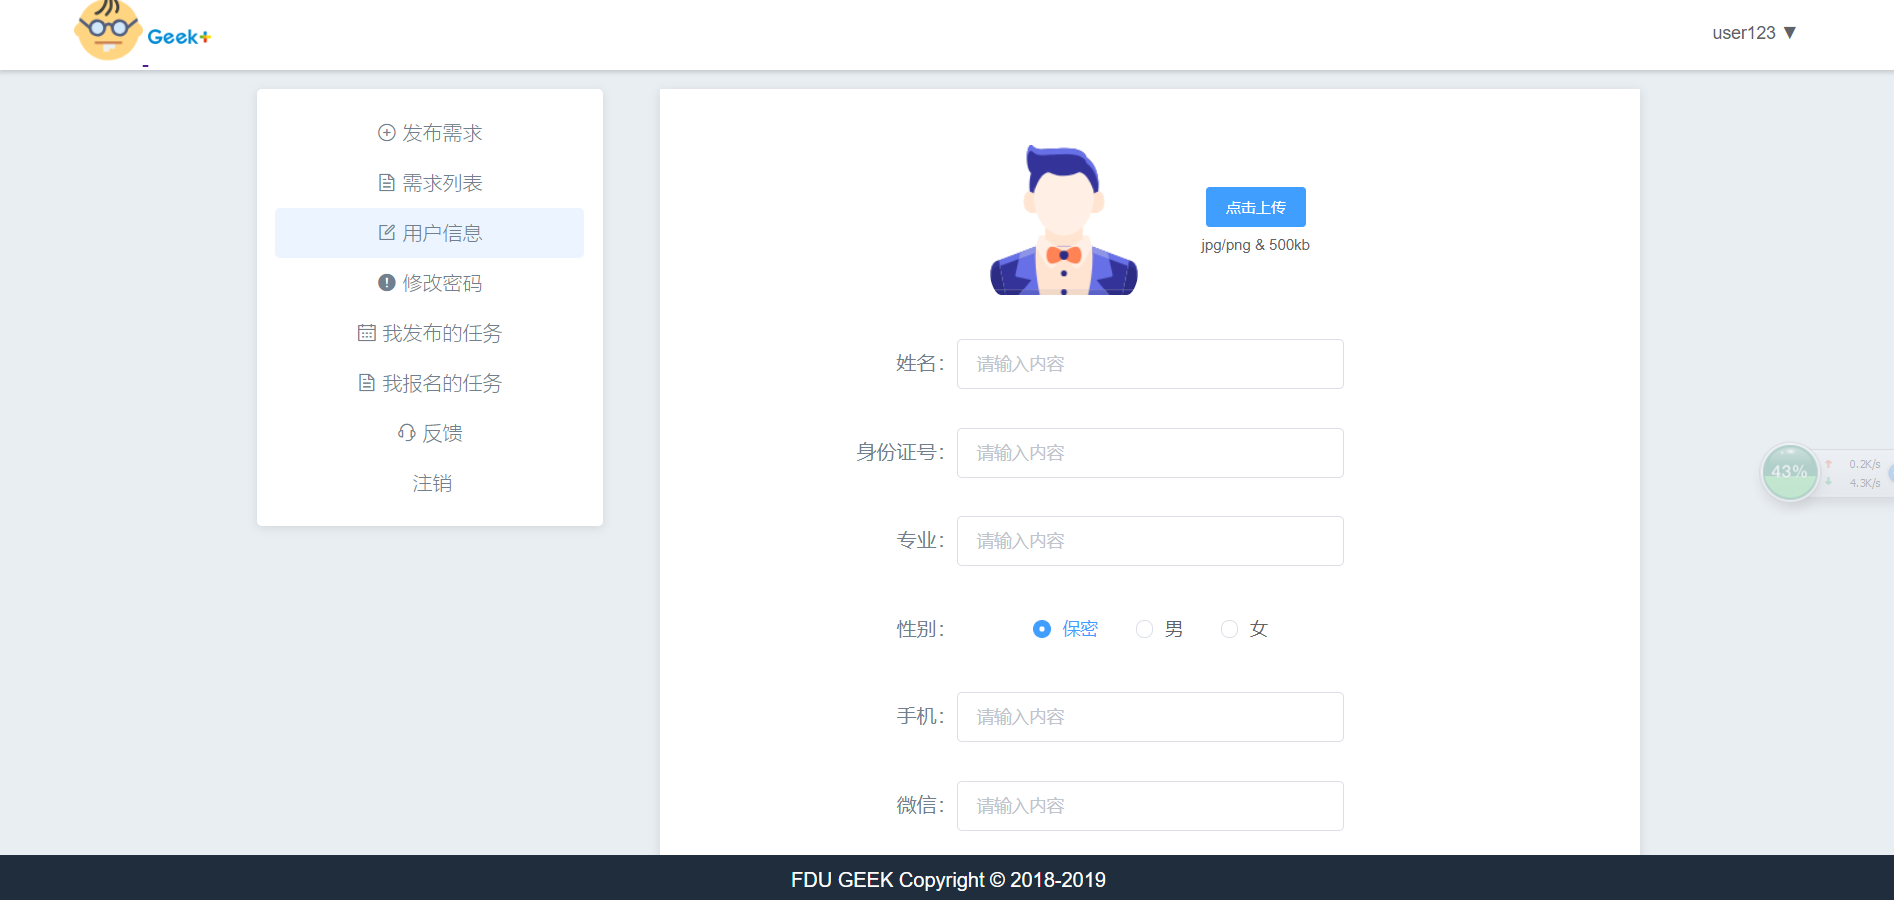 Geek+
user123 ▼
发布需求
需求列表
用户信息
修改密码
我发布的任务
我报名的任务
反馈
注销
点击上传
jpg/png & 500kb
姓名： 请输入内容
身份证号： 请输入内容
专业： 请输入内容
性别： 保密 男 女
手机： 请输入内容
微信： 请输入内容
43%
0.2K/s
4.3K/s
FDU GEEK Copyright © 2018-2019